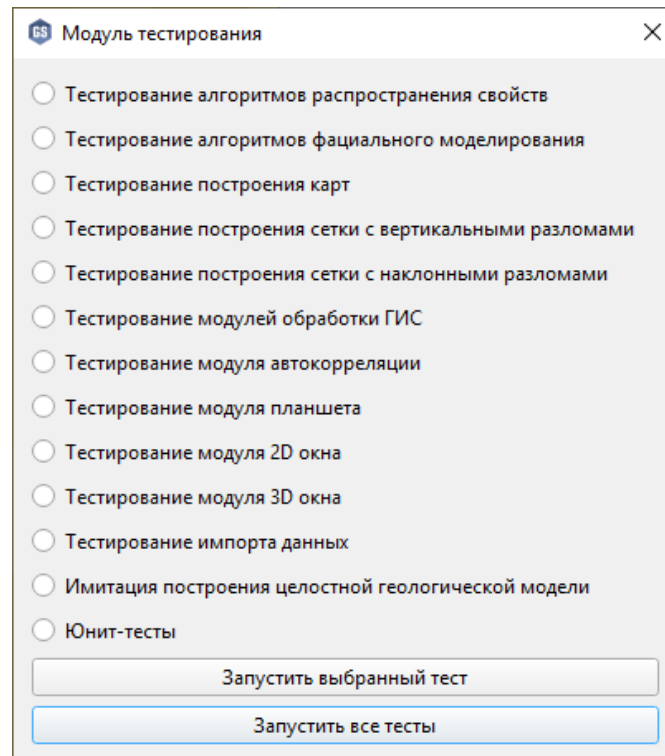 GS Модуль тестирования
Тестирование алгоритмов распространения свойств
Тестирование алгоритмов фациального моделирования
Тестирование построения карт
Тестирование построения сетки с вертикальными разломами
Тестирование построения сетки с наклонными разломами
Тестирование модулей обработки ГИС
Тестирование модуля автокорреляции
Тестирование модуля планшета
Тестирование модуля 2D окна
Тестирование модуля 3D окна
Тестирование импорта данных
Имитация построения целостной геологической модели
Юнит-тесты
Запустить выбранный тест
Запустить все тесты